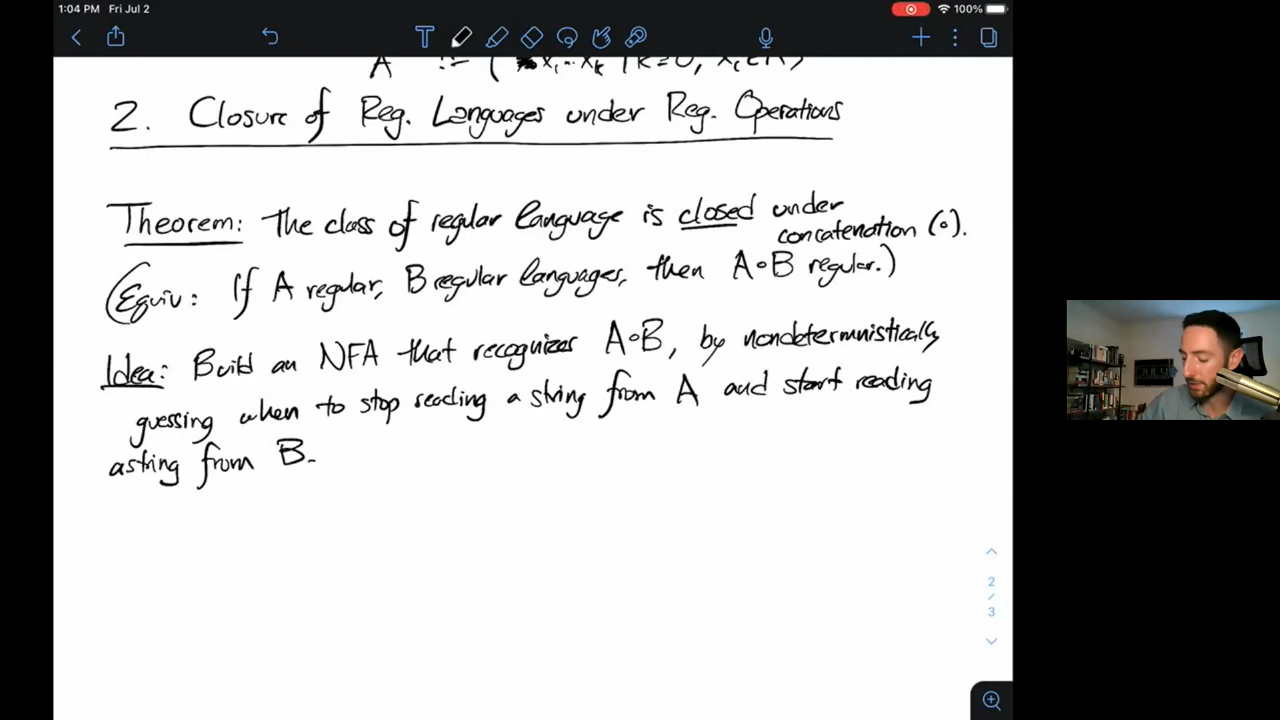 1:04 PM Fri Jul 2
100%
2. Closure of Reg. Languages under Reg. Operations
Theorem: The class of regular language is closed under
concatenation (∘).
(Equiv: If A regular, B regular languages, then A∘B regular.)
Idea: Build an NFA that recognizes A∘B, by nondetermnistically
guessing when to stop reading a string from A and start reading
a string from B.
2
/
3